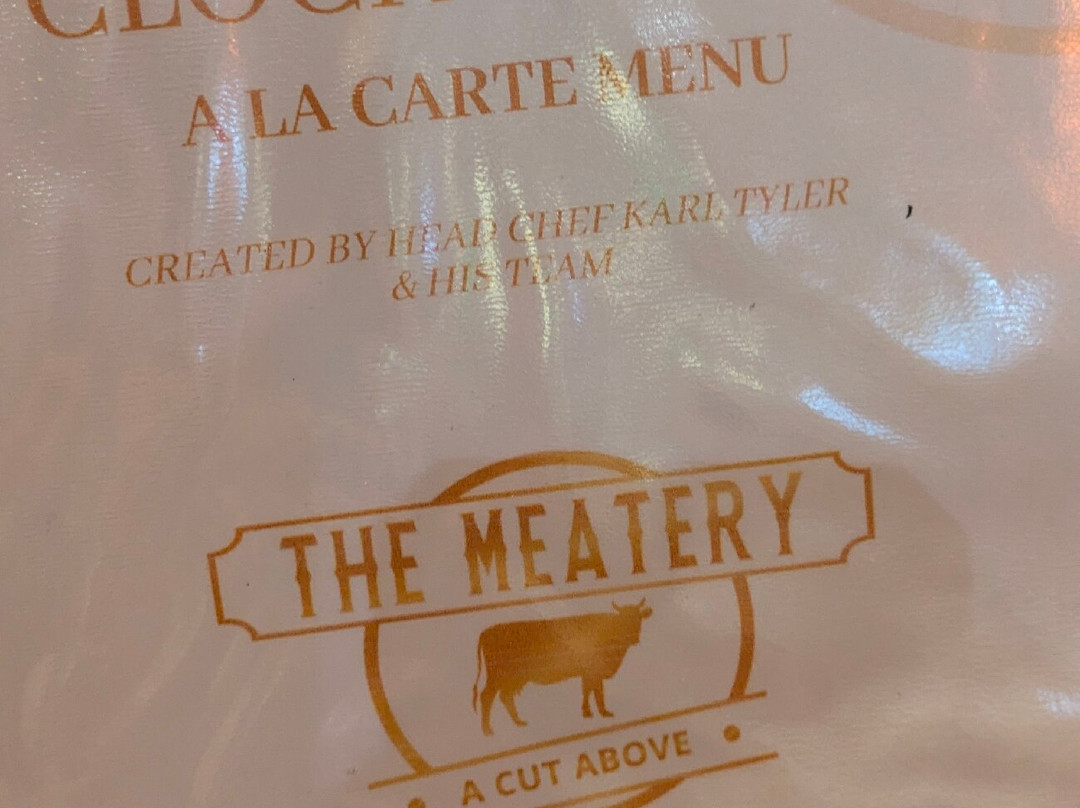 A LA CARTE MENU
CREATED BY HEAD CHEF KARL TYLER
& HIS TEAM
THE MEATERY
A CUT ABOVE